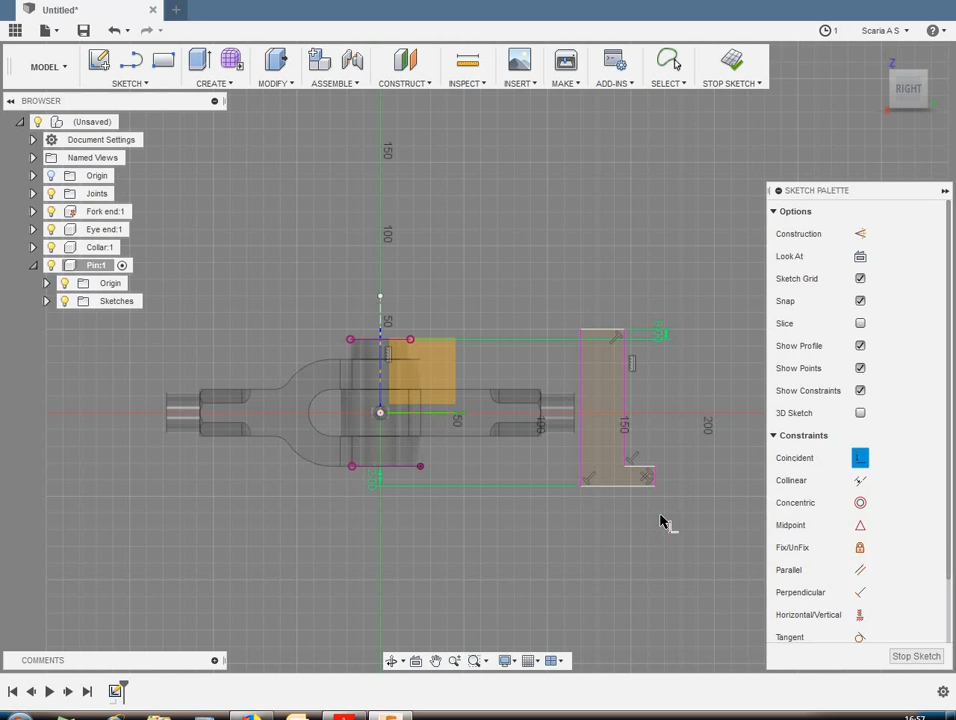 Untitled*
1
Scaria A S
MODEL
SKETCH
CREATE
MODIFY
ASSEMBLE
CONSTRUCT
INSPECT
INSERT
MAKE
ADD-INS
SELECT
STOP SKETCH
BROWSER
(Unsaved)
Document Settings
Named Views
Origin
Joints
Fork end:1
Eye end:1
Collar:1
Pin:1
Origin
Sketches
Z
RIGHT
150
100
50
50
100
150
200
SKETCH PALETTE
Options
Construction
Look At
Sketch Grid
Snap
Slice
Show Profile
Show Points
Show Constraints
3D Sketch
Constraints
Coincident
Collinear
Concentric
Midpoint
Fix/UnFix
Parallel
Perpendicular
Horizontal/Vertical
Tangent
Stop Sketch
COMMENTS
16:57